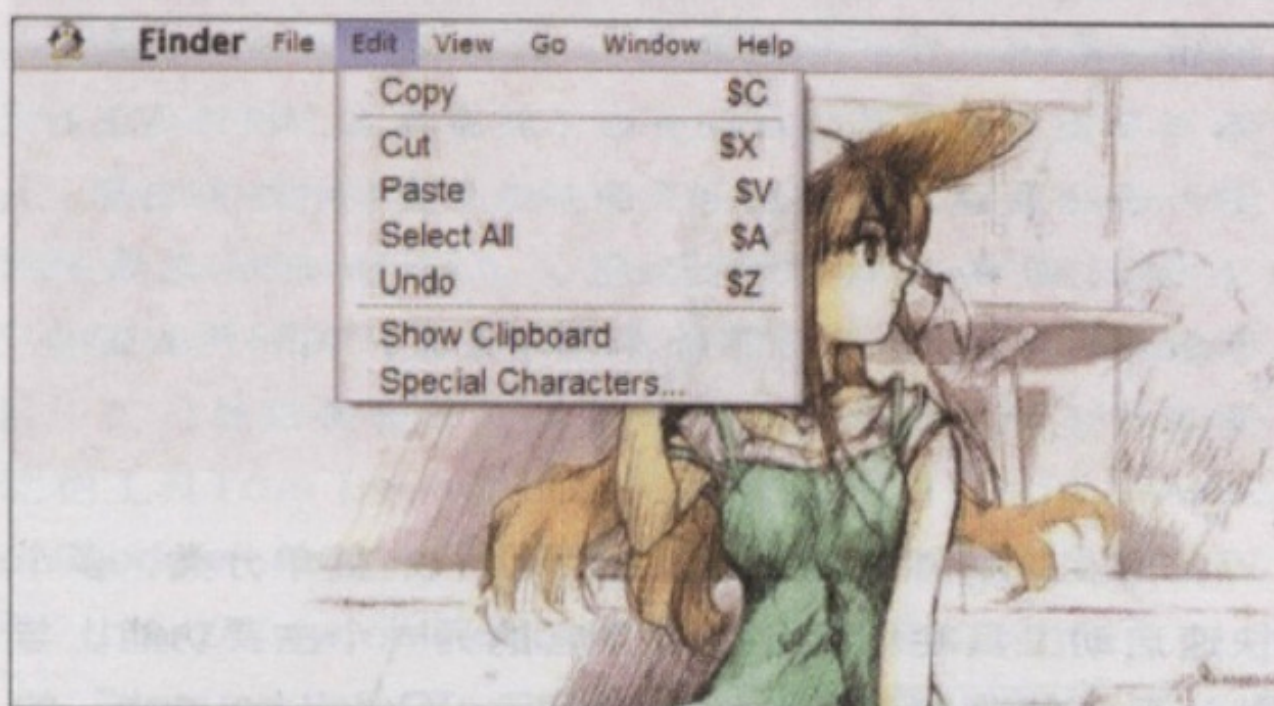 Finder File Edit View Go Window Help
Copy $C
Cut $X
Paste $V
Select All $A
Undo $Z
Show Clipboard
Special Characters...